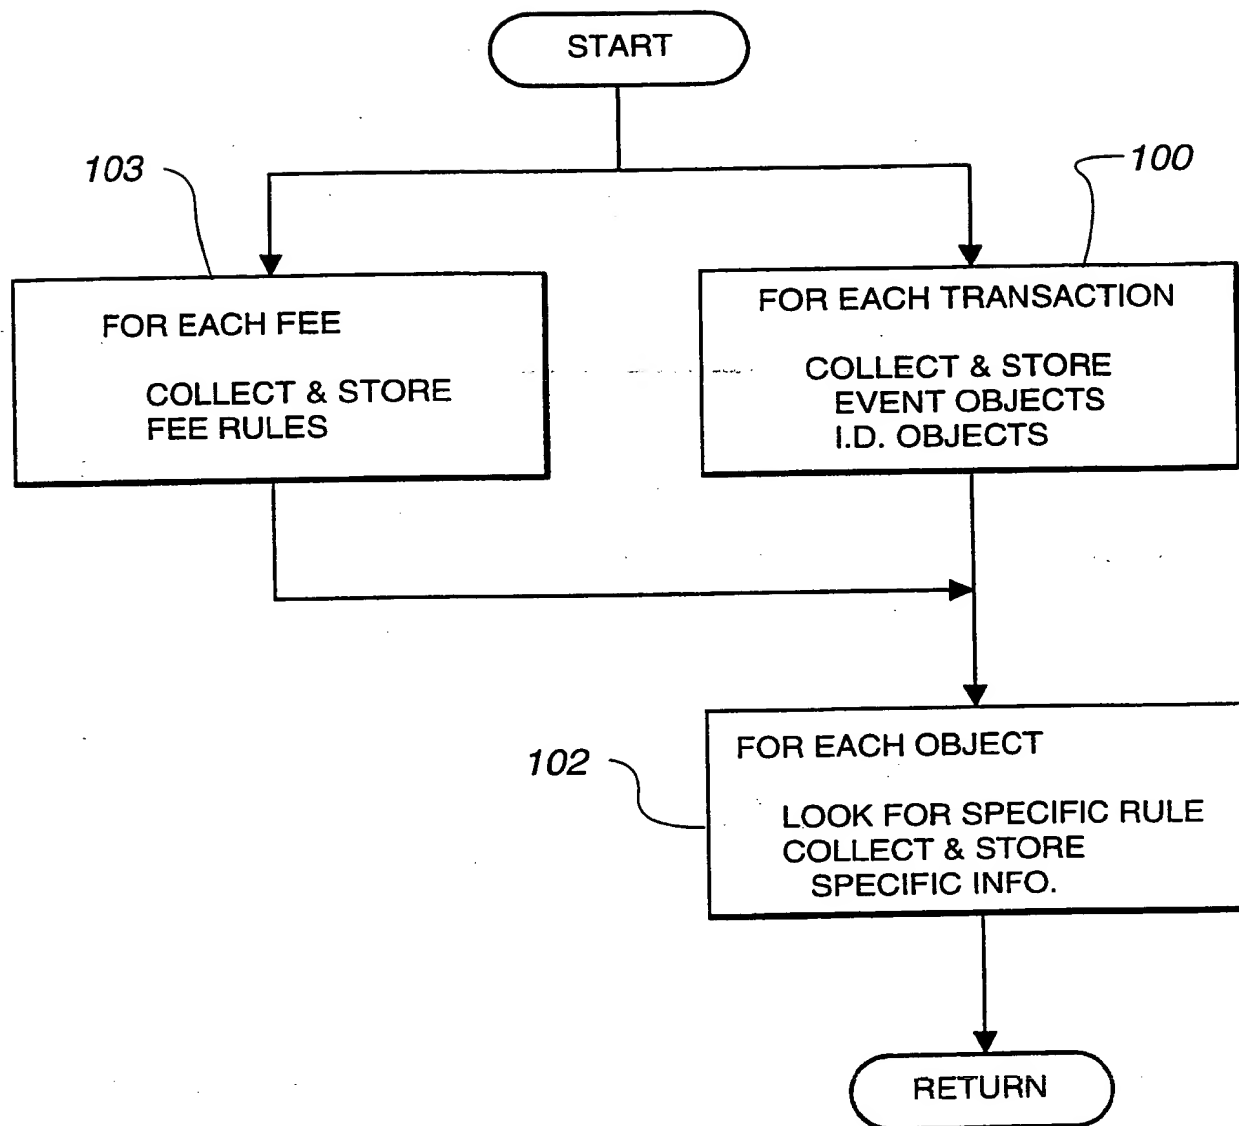 START
103
100
FOR EACH FEE
COLLECT & STORE
FEE RULES
FOR EACH TRANSACTION
COLLECT & STORE
EVENT OBJECTS
I.D. OBJECTS
102
FOR EACH OBJECT
LOOK FOR SPECIFIC RULE
COLLECT & STORE
SPECIFIC INFO.
RETURN